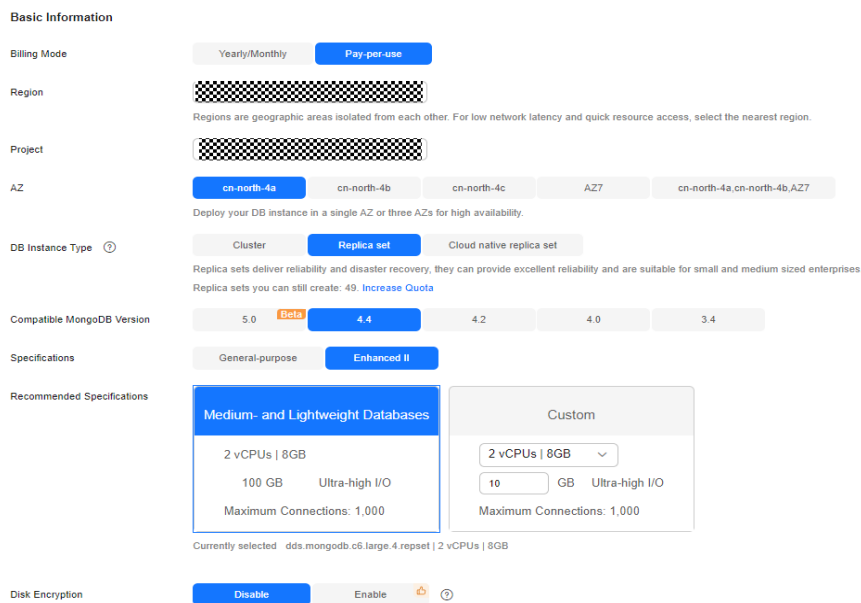 Basic Information
Billing Mode Yearly/Monthly Pay-per-use
Region
Regions are geographic areas isolated from each other. For low network latency and quick resource access, select the nearest region.
Project
AZ cn-north-4a cn-north-4b cn-north-4c AZ7 cn-north-4a,cn-north-4b,AZ7
Deploy your DB instance in a single AZ or three AZs for high availability.
DB Instance Type ? Cluster Replica set Cloud native replica set
Replica sets deliver reliability and disaster recovery, they can provide excellent reliability and are suitable for small and medium sized enterprises
Replica sets you can still create: 49. Increase Quota
Compatible MongoDB Version 5.0 Beta 4.4 4.2 4.0 3.4
Specifications General-purpose Enhanced II
Recommended Specifications
Medium- and Lightweight Databases Custom
2 vCPUs | 8GB 2 vCPUs | 8GB
100 GB Ultra-high I/O 10 GB Ultra-high I/O
Maximum Connections: 1,000 Maximum Connections: 1,000
Currently selected dds.mongodb.c6.large.4.repset | 2 vCPUs | 8GB
Disk Encryption Disable Enable ?